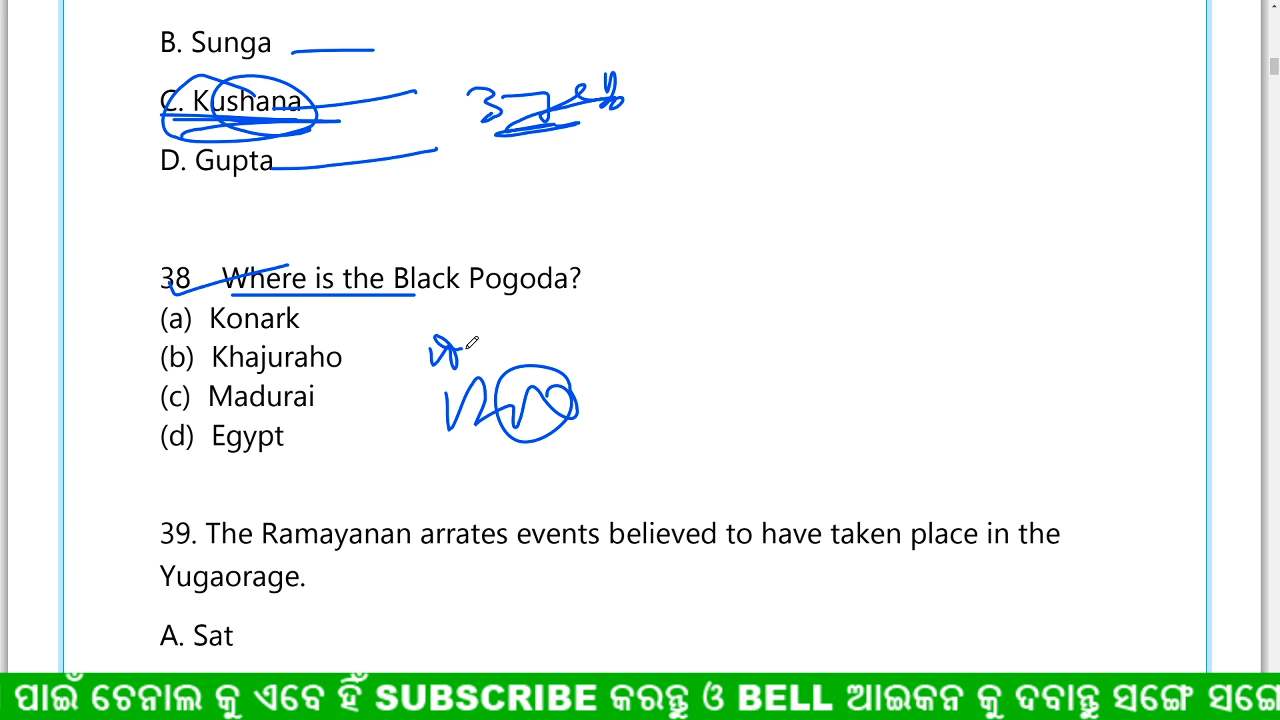 B. Sunga
C. Kushana
D. Gupta
38 Where is the Black Pogoda?
(a) Konark
(b) Khajuraho
(c) Madurai
(d) Egypt
39. The Ramayanan arrates events believed to have taken place in the
Yugaorage.
A. Sat
ପାଇଁ ଚେନାଲ କୁ ଏବେ ହିଁ SUBSCRIBE କରନ୍ତୁ ଓ BELL ଆଇକନ କୁ ଦବାନ୍ତୁ ସଙ୍ଗେ ସଙ୍ଗେ